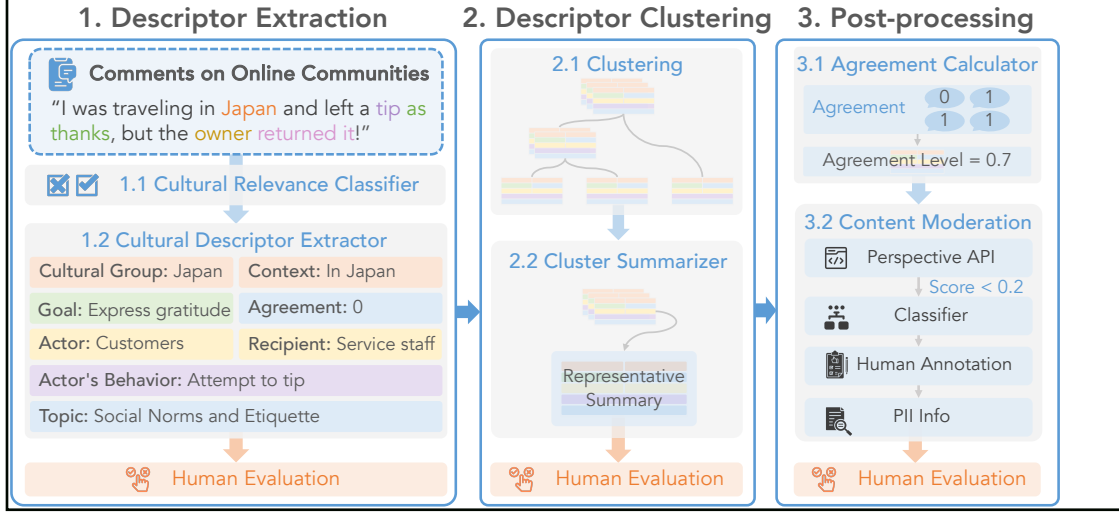 1. Descriptor Extraction
Comments on Online Communities
“I was traveling in Japan and left a tip as
thanks, but the owner returned it!”
1.1 Cultural Relevance Classifier
1.2 Cultural Descriptor Extractor
Cultural Group: Japan
Context: In Japan
Goal: Express gratitude
Agreement: 0
Actor: Customers
Recipient: Service staff
Actor's Behavior: Attempt to tip
Topic: Social Norms and Etiquette
Human Evaluation
2. Descriptor Clustering
2.1 Clustering
2.2 Cluster Summarizer
Representative
Summary
Human Evaluation
3. Post-processing
3.1 Agreement Calculator
Agreement
0 1
1 1
Agreement Level = 0.7
3.2 Content Moderation
Perspective API
Score < 0.2
Classifier
Human Annotation
PII Info
Human Evaluation